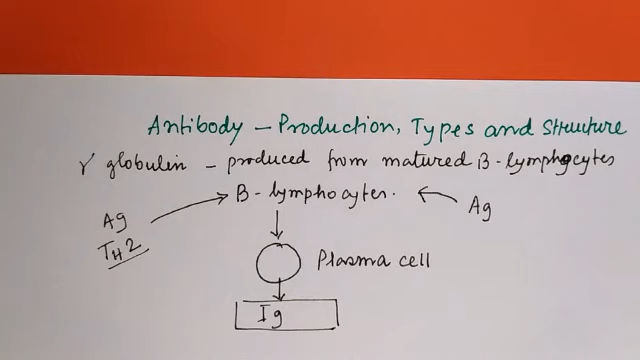 Antibody - Production, Types and Structure
γ globulin - produced from matured B-lymphocytes
B-lymphocytes.
Ag
Ag
TH2
Plasma cell
Ig